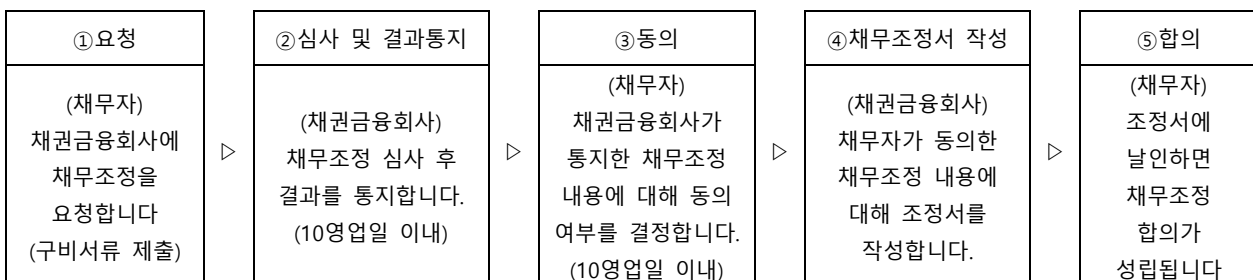 ①요청
(채무자)
채권금융회사에
채무조정을
요청합니다
(구비서류 제출)
▷
②심사 및 결과통지
(채권금융회사)
채무조정 심사 후
결과를 통지합니다.
(10영업일 이내)
▷
③동의
(채무자)
채권금융회사가
통지한 채무조정
내용에 대해 동의
여부를 결정합니다.
(10영업일 이내)
▷
④채무조정서 작성
(채권금융회사)
채무자가 동의한
채무조정 내용에
대해 조정서를
작성합니다.
▷
⑤합의
(채무자)
조정서에
날인하면
채무조정
합의가
성립됩니다